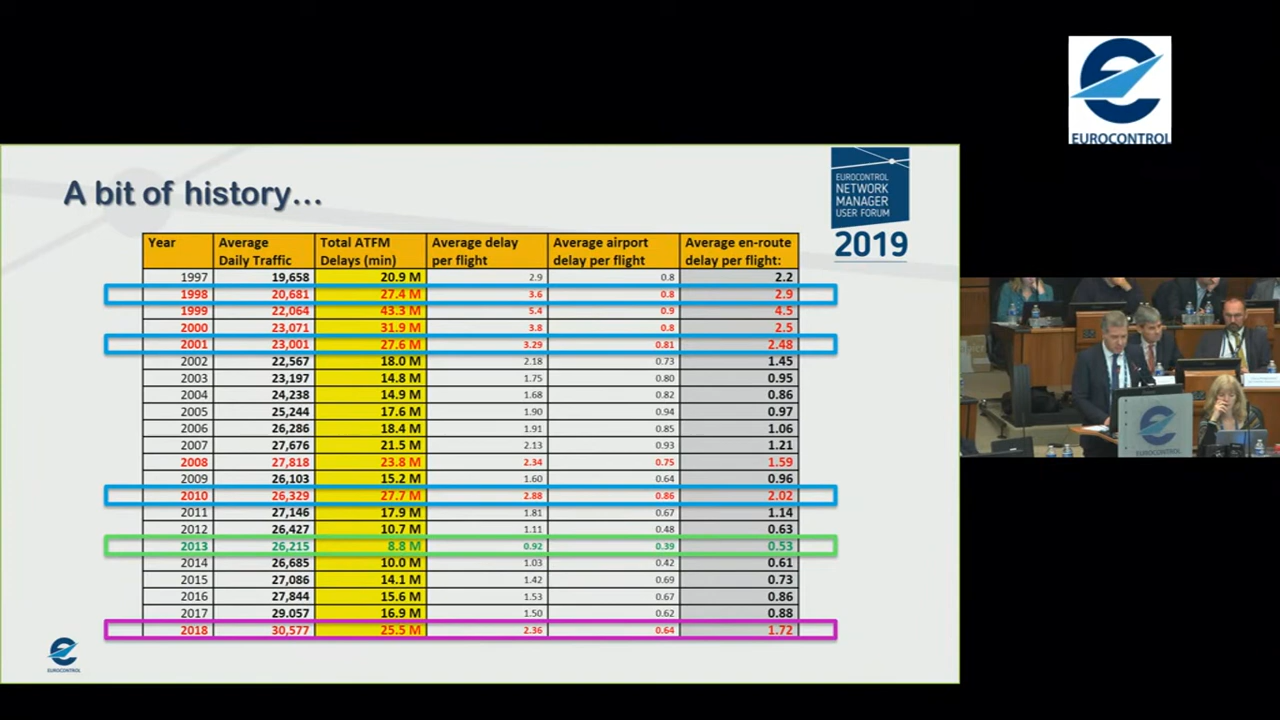 EUROCONTROL
A bit of history...
EUROCONTROL
NETWORK
MANAGER
USER FORUM
2019
Year Average Daily Traffic Total ATFM Delays (min) Average delay per flight Average airport delay per flight Average en-route delay per flight:
1997 19,658 20.9 M 2.9 0.8 2.2
1998 20,681 27.4 M 3.6 0.8 2.9
1999 22,064 43.3 M 5.4 0.9 4.5
2000 23,071 31.9 M 3.8 0.8 2.5
2001 23,001 27.6 M 3.29 0.81 2.48
2002 22,567 18.0 M 2.18 0.73 1.45
2003 23,197 14.8 M 1.75 0.80 0.95
2004 24,238 14.9 M 1.68 0.82 0.86
2005 25,244 17.6 M 1.90 0.94 0.97
2006 26,286 18.4 M 1.91 0.85 1.06
2007 27,676 21.5 M 2.13 0.93 1.21
2008 27,818 23.8 M 2.34 0.75 1.59
2009 26,103 15.2 M 1.60 0.64 0.96
2010 26,329 27.7 M 2.88 0.86 2.02
2011 27,146 17.9 M 1.81 0.67 1.14
2012 26,427 10.7 M 1.11 0.48 0.63
2013 26,215 8.8 M 0.92 0.39 0.53
2014 26,685 10.0 M 1.03 0.42 0.61
2015 27,086 14.1 M 1.42 0.69 0.73
2016 27,844 15.6 M 1.53 0.67 0.86
2017 29.057 16.9 M 1.50 0.62 0.88
2018 30,577 25.5 M 2.36 0.64 1.72
EUROCONTROL
EUROCONTROL